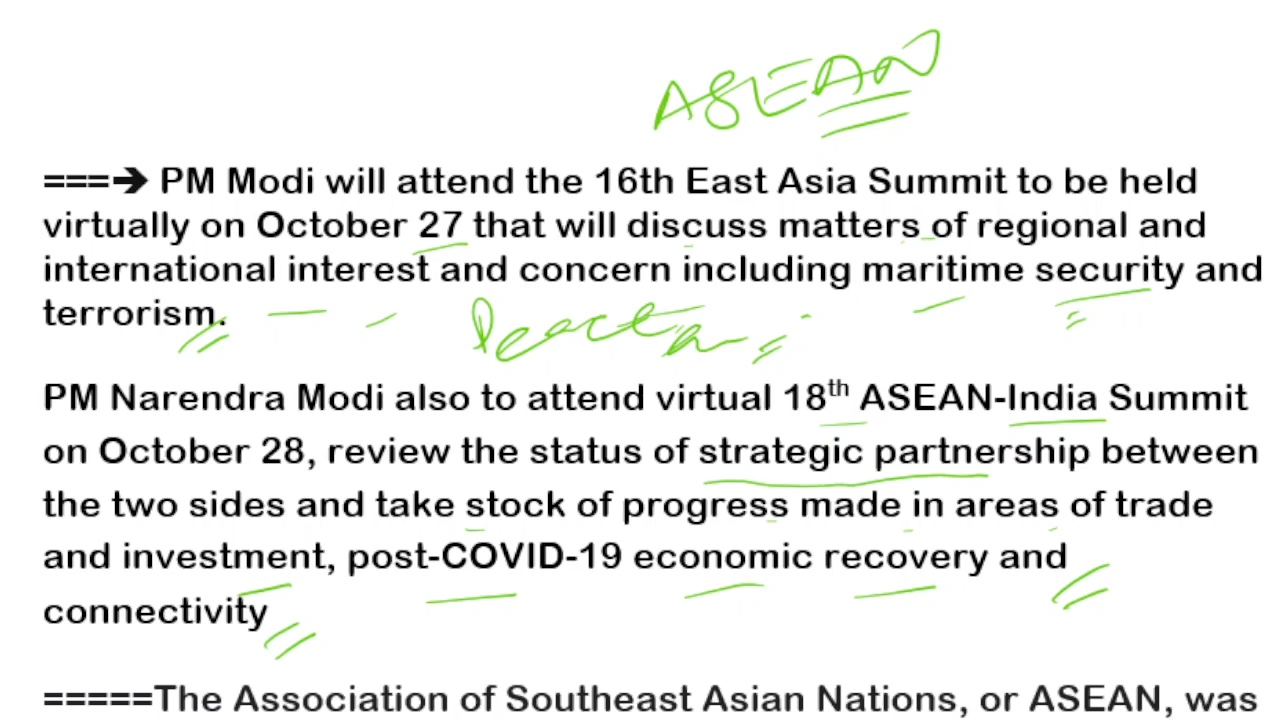 ASEAN
===➔ PM Modi will attend the 16th East Asia Summit to be held
virtually on October 27 that will discuss matters of regional and
international interest and concern including maritime security and
terrorism.
PM Narendra Modi also to attend virtual 18th ASEAN-India Summit
on October 28, review the status of strategic partnership between
the two sides and take stock of progress made in areas of trade
and investment, post-COVID-19 economic recovery and
connectivity
=====The Association of Southeast Asian Nations, or ASEAN, was